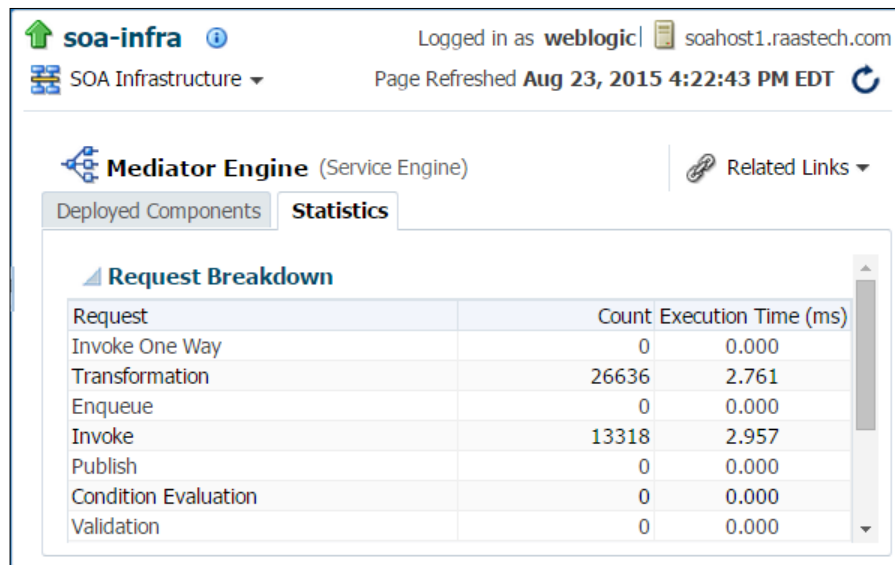 soa-infra Logged in as weblogic| soahost1.raastech.com
SOA Infrastructure Page Refreshed Aug 23, 2015 4:22:43 PM EDT
Mediator Engine (Service Engine) Related Links
Deployed Components Statistics
Request Breakdown
Request Count Execution Time (ms)
Invoke One Way 0 0.000
Transformation 26636 2.761
Enqueue 0 0.000
Invoke 13318 2.957
Publish 0 0.000
Condition Evaluation 0 0.000
Validation 0 0.000